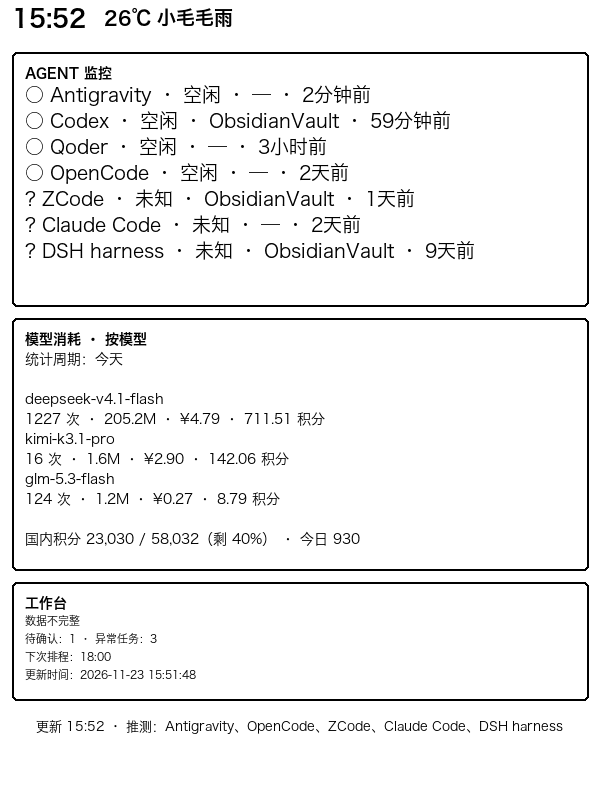 15:52 26℃ 小毛毛雨
AGENT 监控
○ Antigravity · 空闲 · — · 2分钟前
○ Codex · 空闲 · ObsidianVault · 59分钟前
○ Qoder · 空闲 · — · 3小时前
○ OpenCode · 空闲 · — · 2天前
? ZCode · 未知 · ObsidianVault · 1天前
? Claude Code · 未知 · — · 2天前
? DSH harness · 未知 · ObsidianVault · 9天前
模型消耗 · 按模型
统计周期：今天
deepseek-v4.1-flash
1227 次 · 205.2M · ¥4.79 · 711.51 积分
kimi-k3.1-pro
16 次 · 1.6M · ¥2.90 · 142.06 积分
glm-5.3-flash
124 次 · 1.2M · ¥0.27 · 8.79 积分
国内积分 23,030 / 58,032（剩 40%） · 今日 930
工作台
数据不完整
待确认：1 · 异常任务：3
下次排程：18:00
更新时间：2026-11-23 15:51:48
更新 15:52 · 推测：Antigravity、OpenCode、ZCode、Claude Code、DSH harness